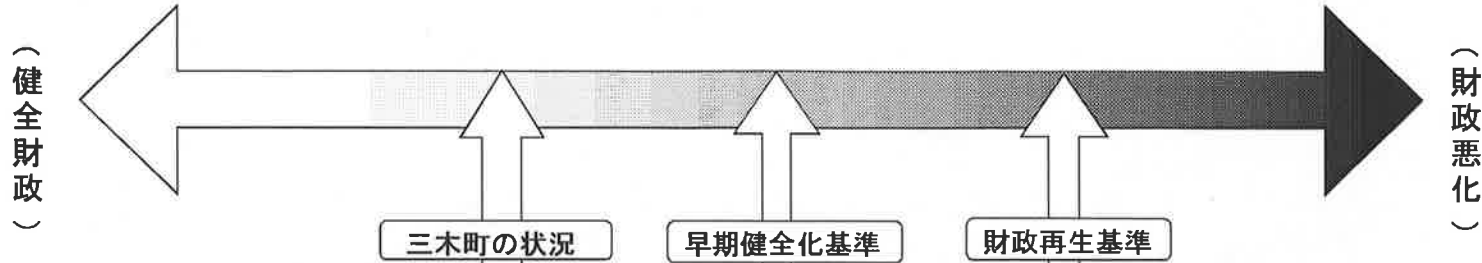 （健全財政）
三木町の状況
早期健全化基準
財政再生基準
（財政悪化）